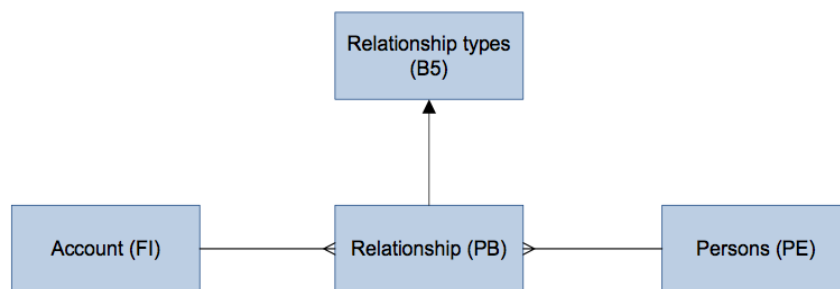 Relationship types
(B5)
Account (FI)
Relationship (PB)
Persons (PE)